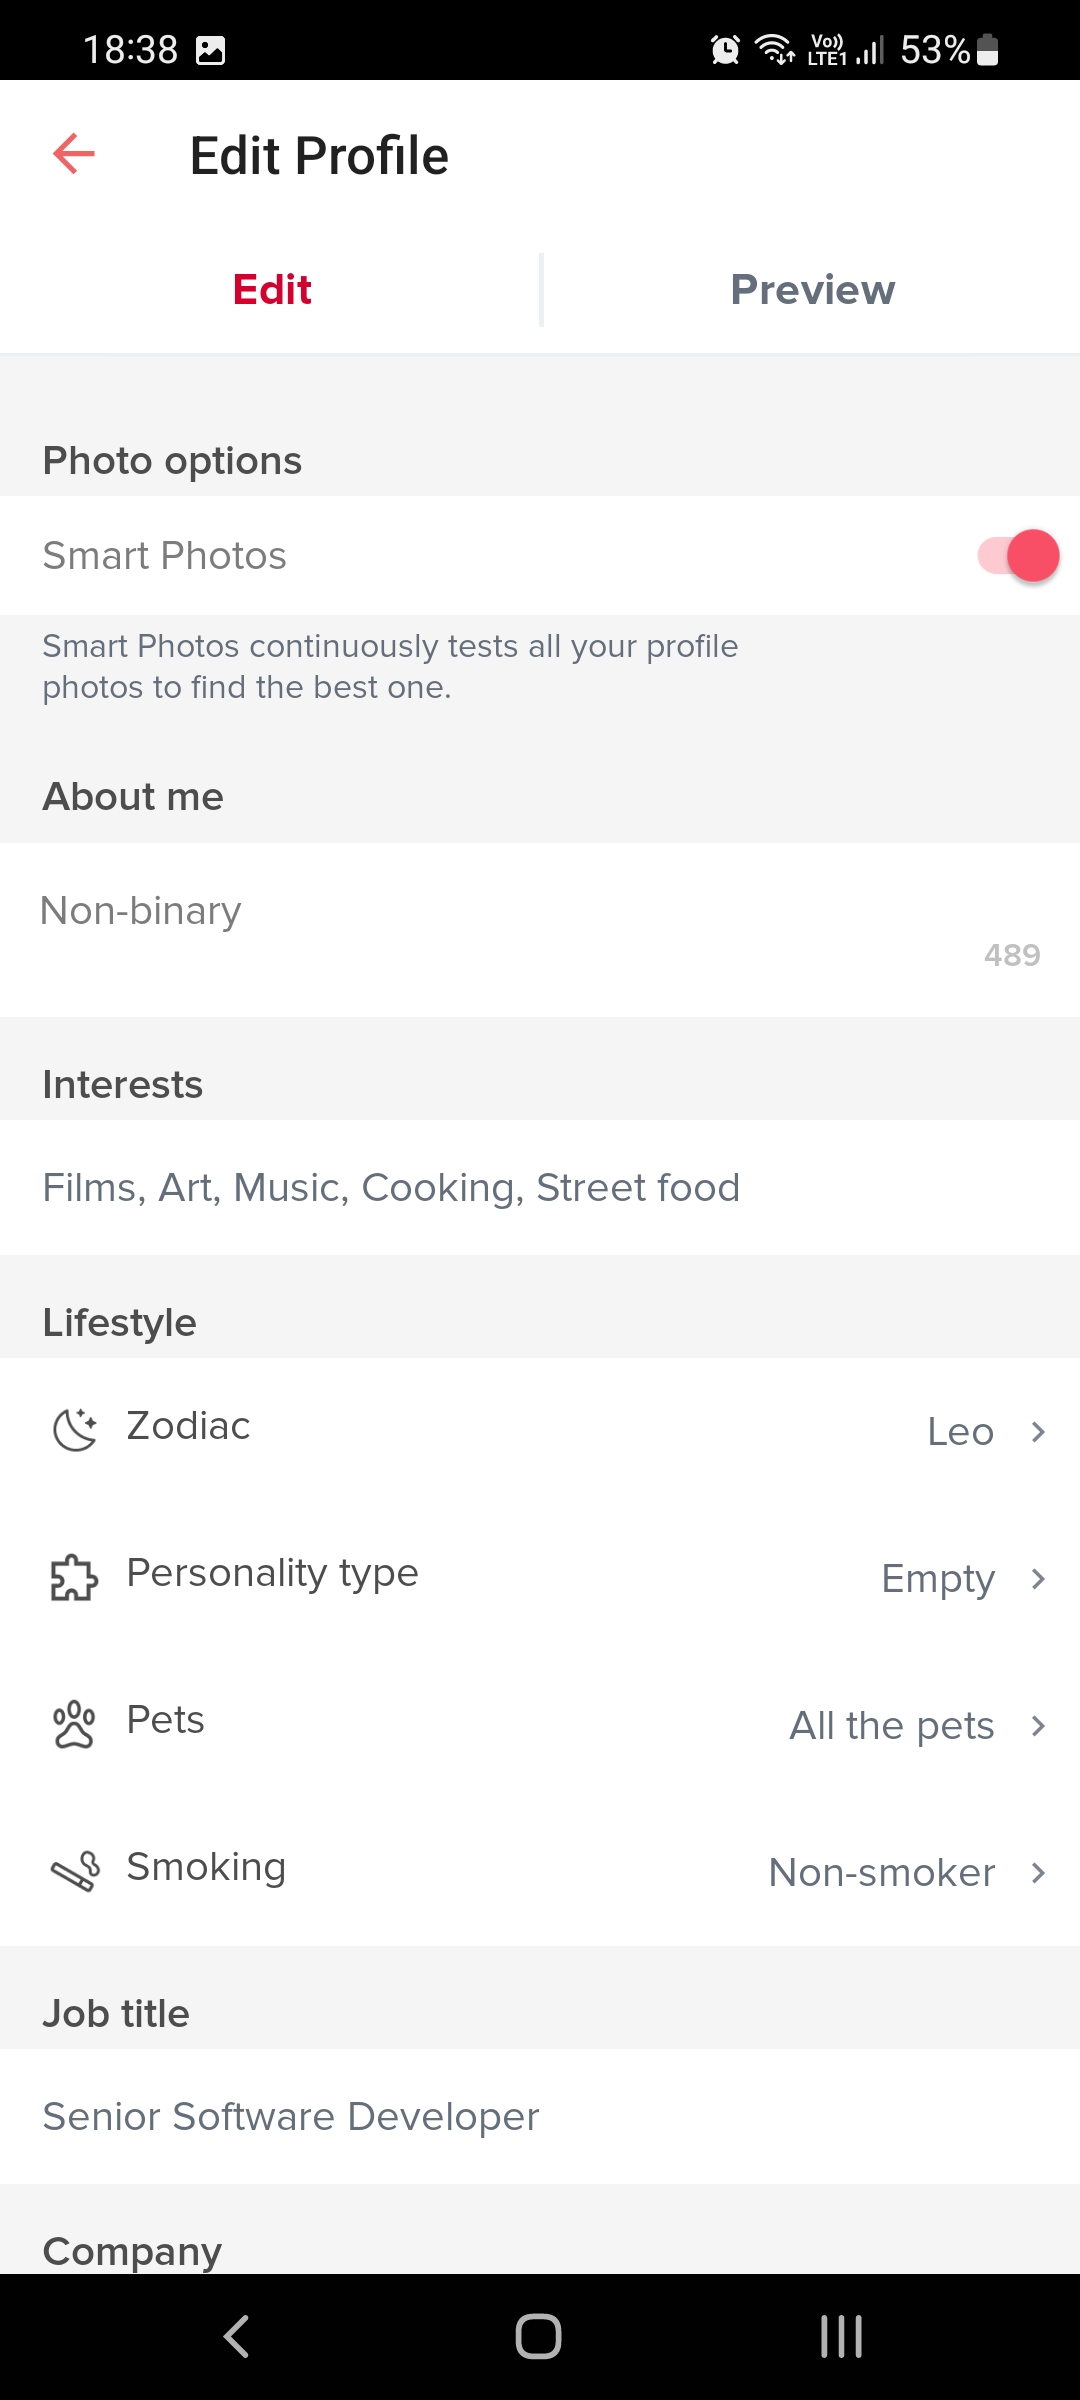 18:38
Vo)) LTE1 53%
Edit Profile
Edit
Preview
Photo options
Smart Photos
Smart Photos continuously tests all your profile
photos to find the best one.
About me
Non-binary
489
Interests
Films, Art, Music, Cooking, Street food
Lifestyle
Zodiac
Leo
Personality type
Empty
Pets
All the pets
Smoking
Non-smoker
Job title
Senior Software Developer
Company